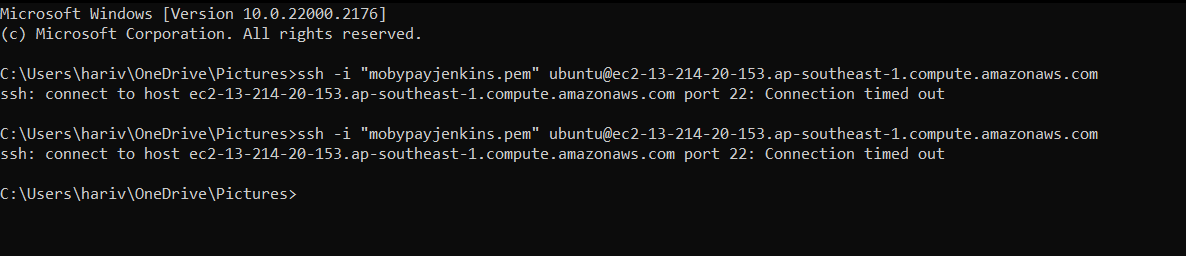 Microsoft Windows [Version 10.0.22000.2176]
(c) Microsoft Corporation. All rights reserved.
C:\Users\hariv\OneDrive\Pictures>ssh -i "mobypayjenkins.pem" ubuntu@ec2-13-214-20-153.ap-southeast-1.compute.amazonaws.com
ssh: connect to host ec2-13-214-20-153.ap-southeast-1.compute.amazonaws.com port 22: Connection timed out
C:\Users\hariv\OneDrive\Pictures>ssh -i "mobypayjenkins.pem" ubuntu@ec2-13-214-20-153.ap-southeast-1.compute.amazonaws.com
ssh: connect to host ec2-13-214-20-153.ap-southeast-1.compute.amazonaws.com port 22: Connection timed out
C:\Users\hariv\OneDrive\Pictures>